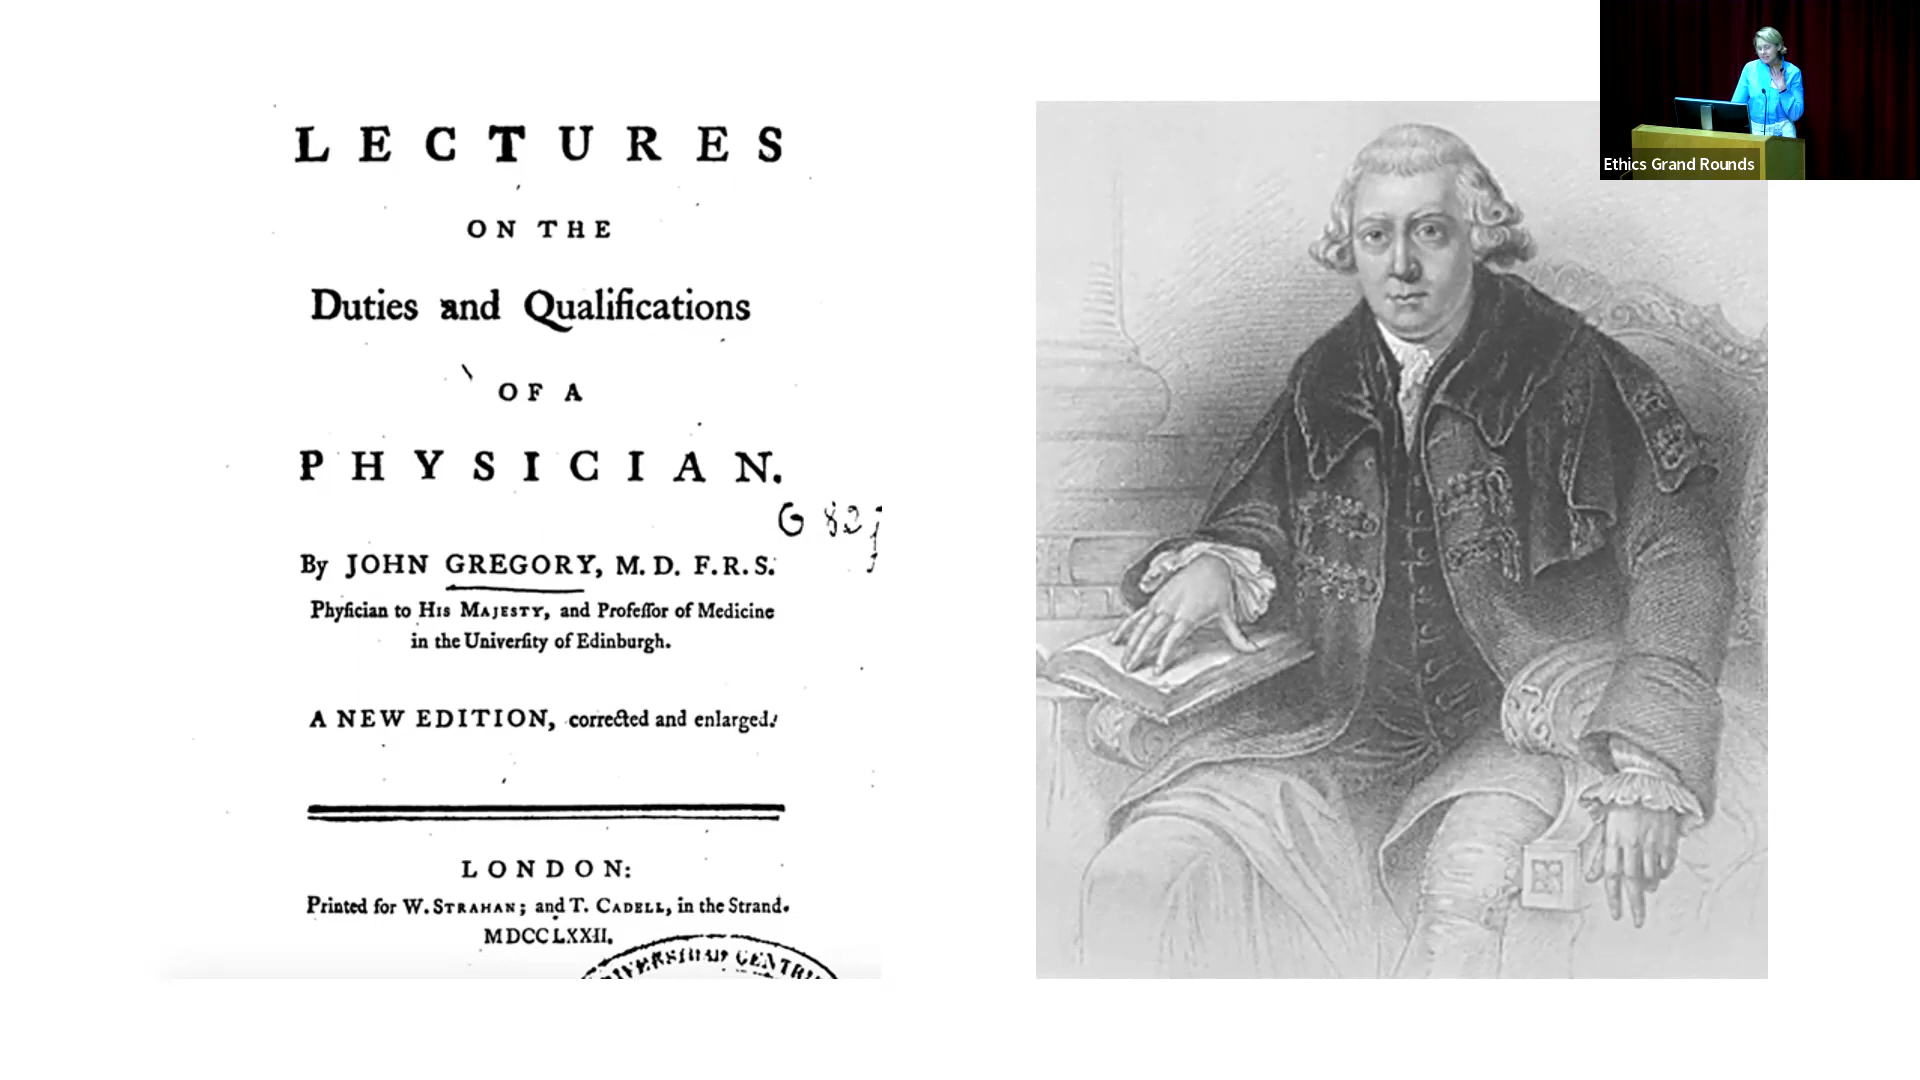 LECTURES
ON THE
Duties and Qualifications
OF A
PHYSICIAN.
G 82
By JOHN GREGORY, M. D. F. R. S.
Phyſician to HIS MAJESTY, and Profeſſor of Medicine
in the Univerſity of Edinburgh.
A NEW EDITION, corrected and enlarged.
LONDON:
Printed for W. STRAHAN; and T. CADELL, in the Strand.
MDCCLXXII.
Ethics Grand Rounds